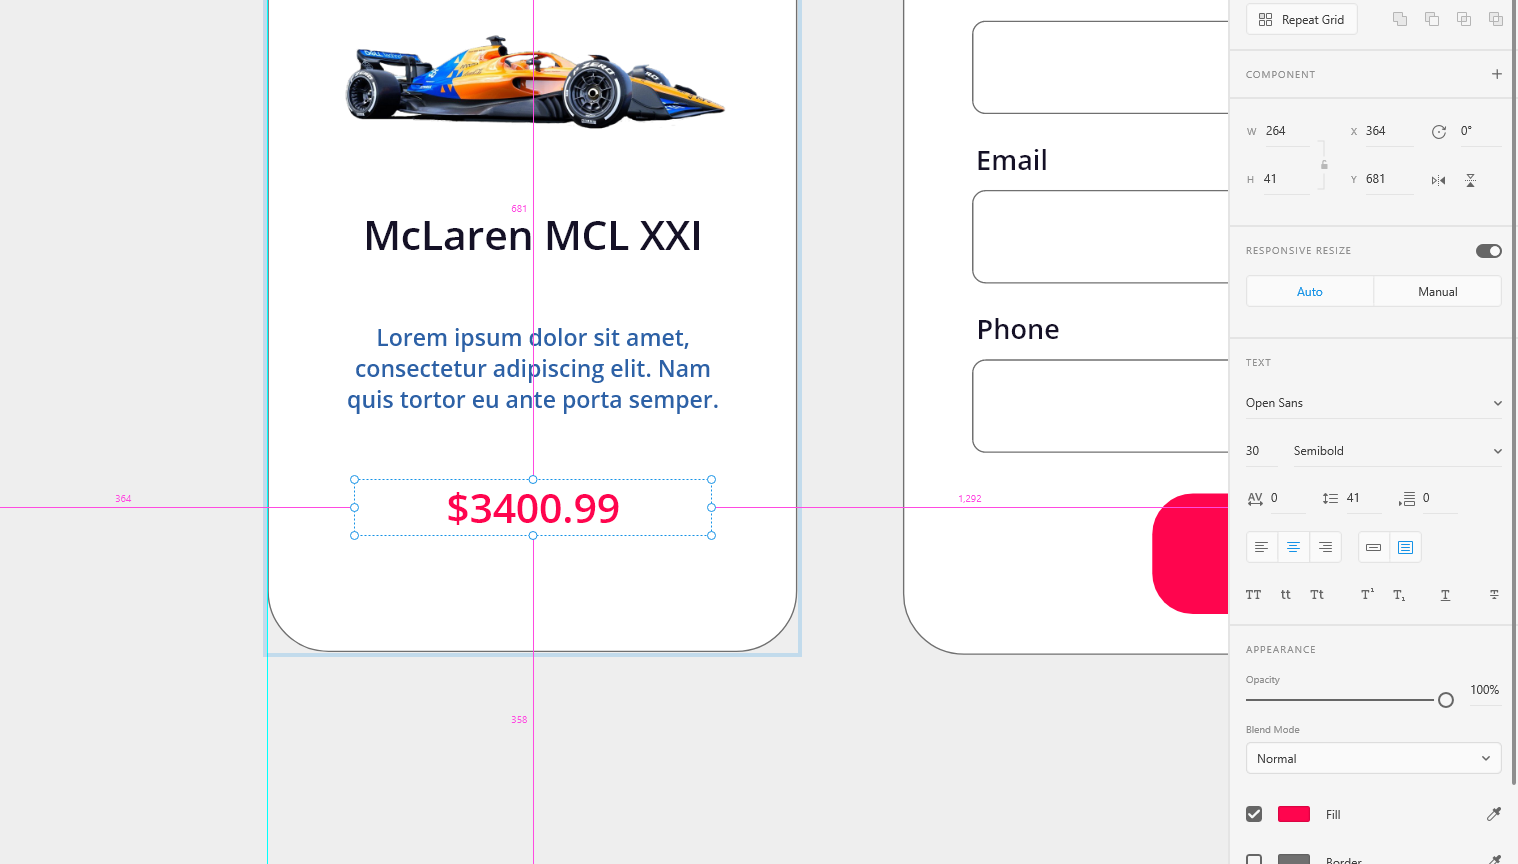 Repeat Grid
COMPONENT
W 264 X 364 0°
H 41 Y 681
RESPONSIVE RESIZE
Auto Manual
TEXT
Open Sans
30 Semibold
AV 0 41 0
TT tt Tt T¹ T₁ T T
APPEARANCE
Opacity
100%
Blend Mode
Normal
Fill
Border
DELL
ZERO
681
McLaren MCL XXI
Lorem ipsum dolor sit amet,
consectetur adipiscing elit. Nam
quis tortor eu ante porta semper.
364
$3400.99
1,292
358
Email
Phone